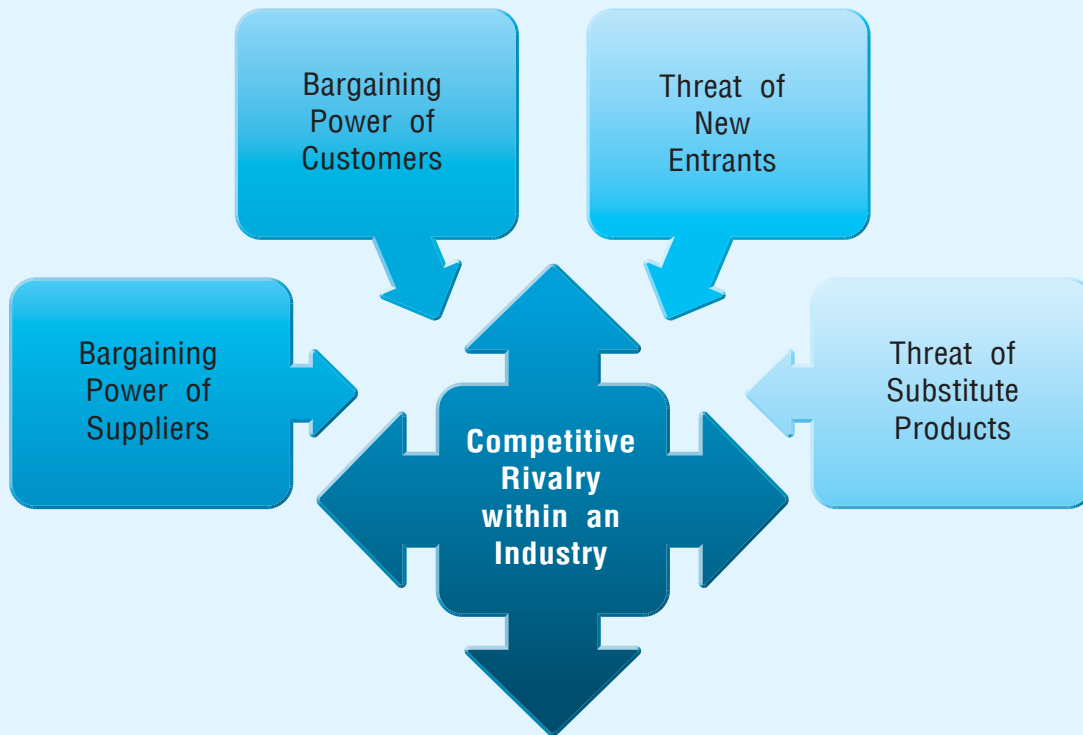 Bargaining
Power of
Customers
Threat of
New
Entrants
Bargaining
Power of
Suppliers
Threat of
Substitute
Products
Competitive
Rivalry
within an
Industry